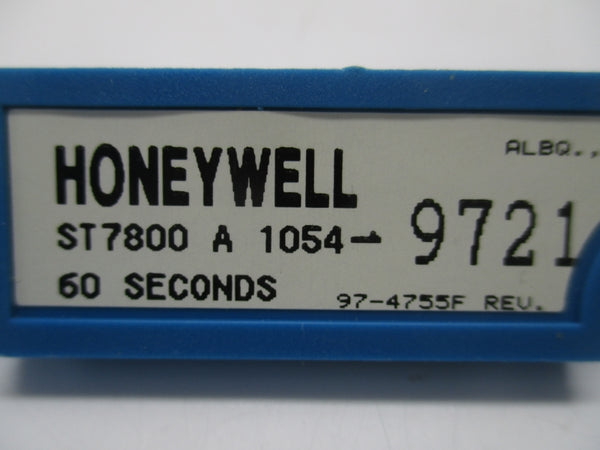 ALBQ.,
HONEYWELL
ST7800 A 1054- 9721
60 SECONDS
97-4755F REV.